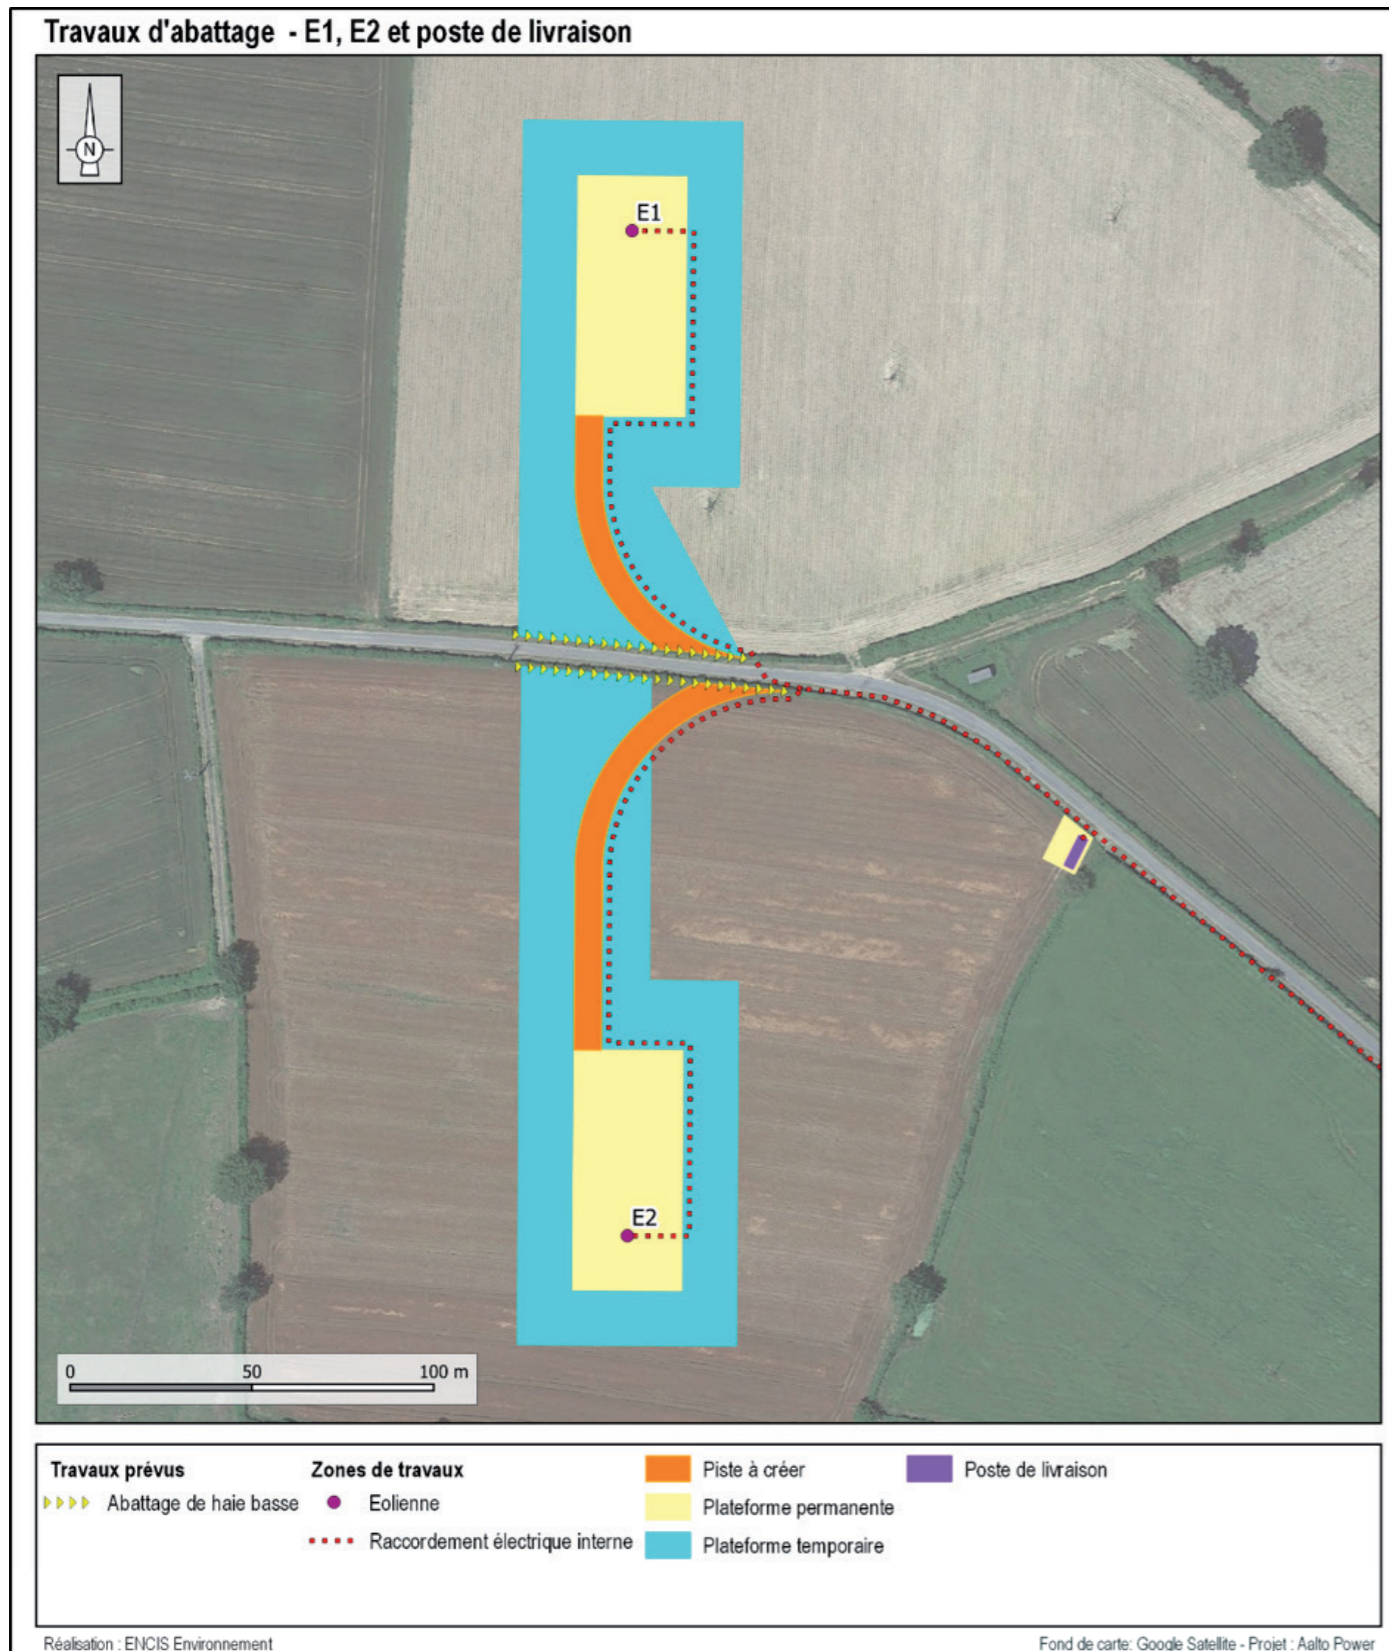 Travaux d'abattage - E1, E2 et poste de livraison
N
E1
E2
0 50 100 m
Travaux prévus
Abattage de haie basse
Zones de travaux
Eolienne
Raccordement électrique interne
Piste à créer
Plateforme permanente
Plateforme temporaire
Poste de livraison
Réalisation : ENCIS Environnement
Fond de carte: Google Satellite - Projet : Aalto Power